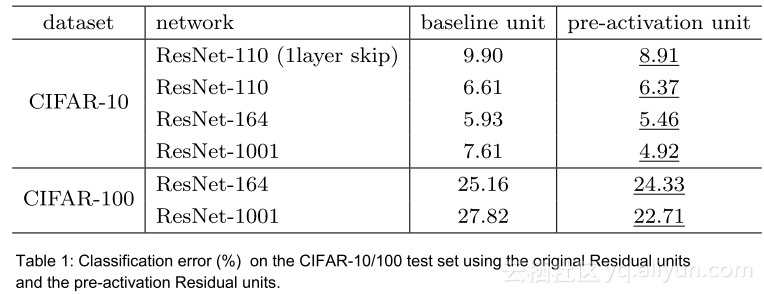 dataset network baseline unit pre-activation unit
CIFAR-10 ResNet-110 (1layer skip) 9.90 8.91
ResNet-110 6.61 6.37
ResNet-164 5.93 5.46
ResNet-1001 7.61 4.92
CIFAR-100 ResNet-164 25.16 24.33
ResNet-1001 27.82 22.71
Table 1: Classification error (%) on the CIFAR-10/100 test set using the original Residual units
and the pre-activation Residual units.
云栖社区 yq.aliyun.com